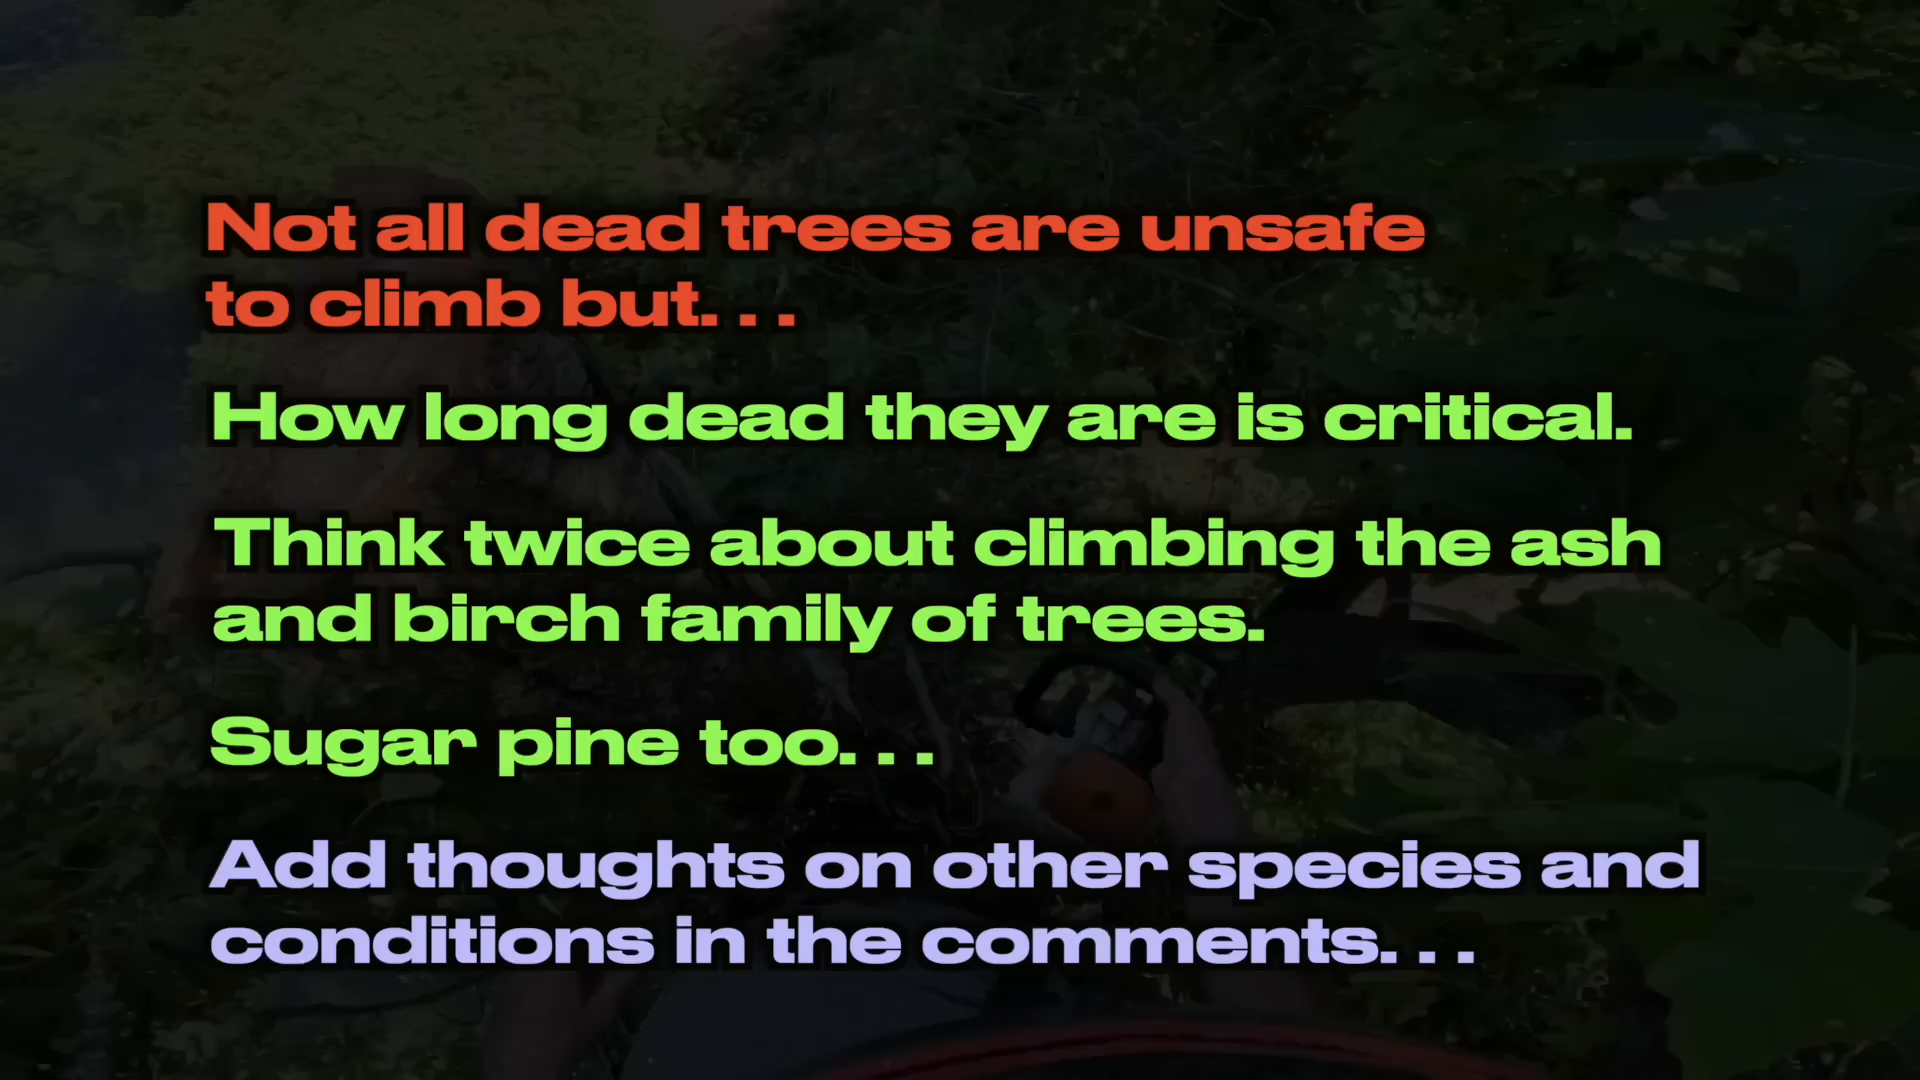 Not all dead trees are unsafe
to climb but. . .
How long dead they are is critical.
Think twice about climbing the ash
and birch family of trees.
Sugar pine too. . .
Add thoughts on other species and
conditions in the comments. . .